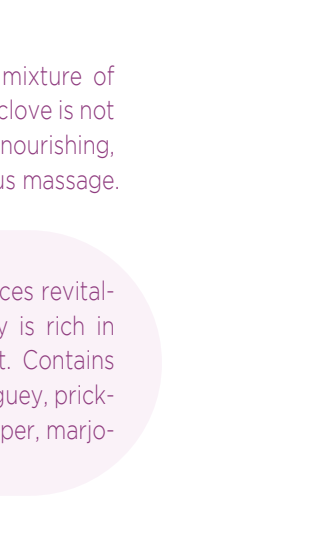 mixture of
clove is not
nourishing,
us massage.
ces revital-
y is rich in
t. Contains
guey, prick-
per, marjo-